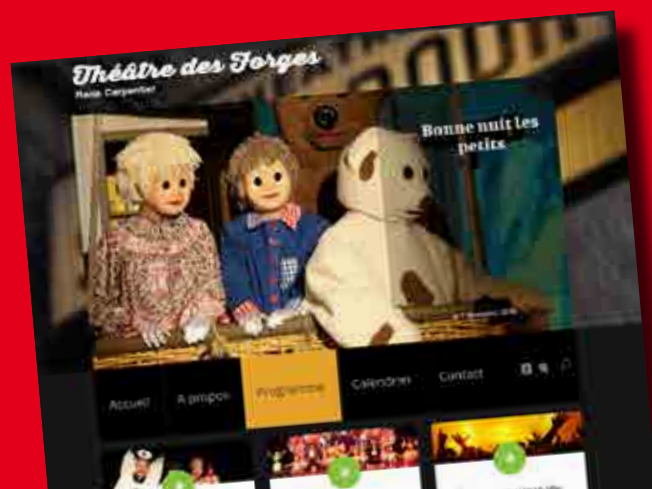 Théâtre des Forges
René Carpentier
Bonne nuit les
petits
Accueil
A propos
Programme
Calendrier
Contact